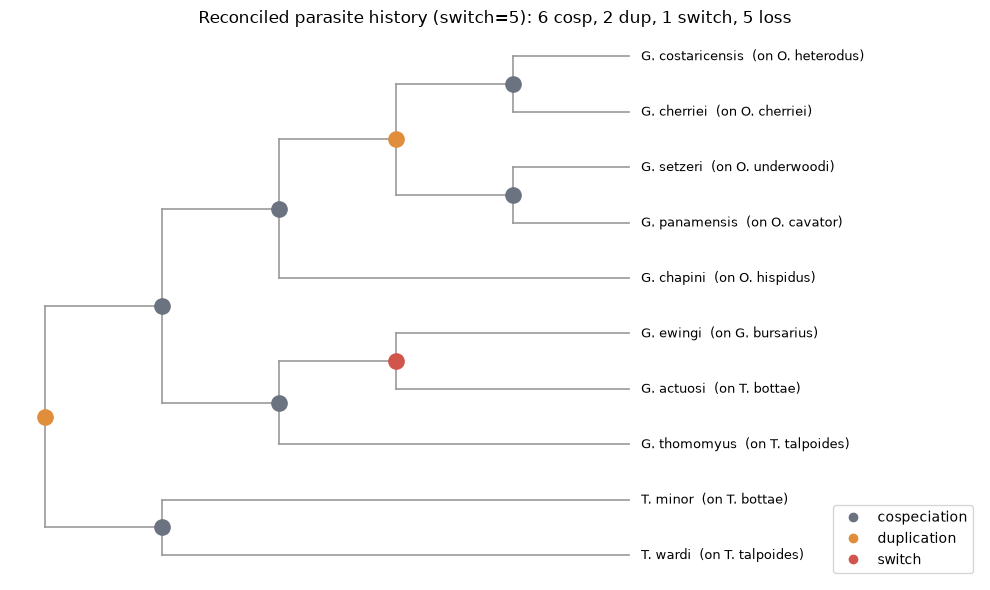 Reconciled parasite history (switch=5): 6 cosp, 2 dup, 1 switch, 5 loss
G. costaricensis (on O. heterodus)
G. cherriei (on O. cherriei)
G. setzeri (on O. underwoodi)
G. panamensis (on O. cavator)
G. chapini (on O. hispidus)
G. ewingi (on G. bursarius)
G. actuosi (on T. bottae)
G. thomomyus (on T. talpoides)
T. minor (on T. bottae)
T. wardi (on T. talpoides)
cospeciation
duplication
switch